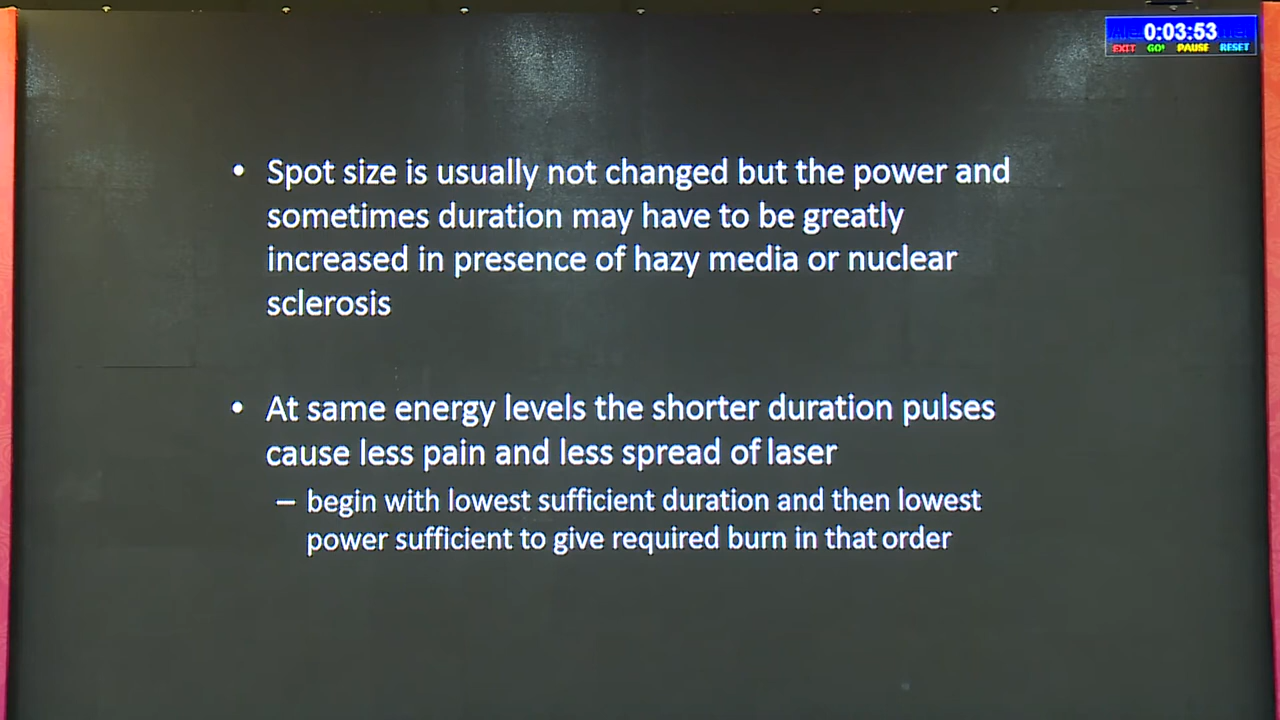 0:03:53
EXIT GO! PAUSE RESET
• Spot size is usually not changed but the power and
sometimes duration may have to be greatly
increased in presence of hazy media or nuclear
sclerosis
• At same energy levels the shorter duration pulses
cause less pain and less spread of laser
– begin with lowest sufficient duration and then lowest
power sufficient to give required burn in that order